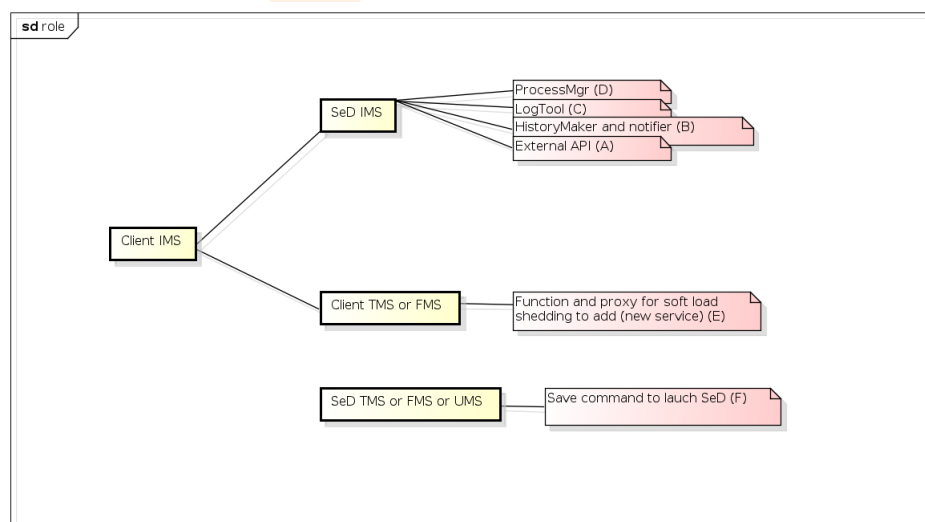 sd role
SeD IMS
ProcessMgr (D)
LogTool (C)
HistoryMaker and notifier (B)
External API (A)
Client IMS
Client TMS or FMS
Function and proxy for soft load
shedding to add (new service) (E)
SeD TMS or FMS or UMS
Save command to lauch SeD (F)